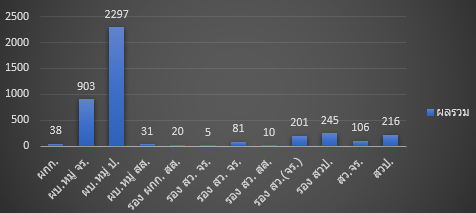 2500
2000
1500
1000
500
0
38
903
2297
31
20
5
81
10
201
245
106
216
ผกก.
ผบ.หมู่ จร.
ผบ.หมู่ ป.
ผบ.หมู่ สส.
รอง ผกก. สส.
รอง สว. จร.
รอง สว. จร.
รอง สว. สส.
รอง สว.(จร.)
รอง สวป.
สว.จร.
สวป.
ผลรวม